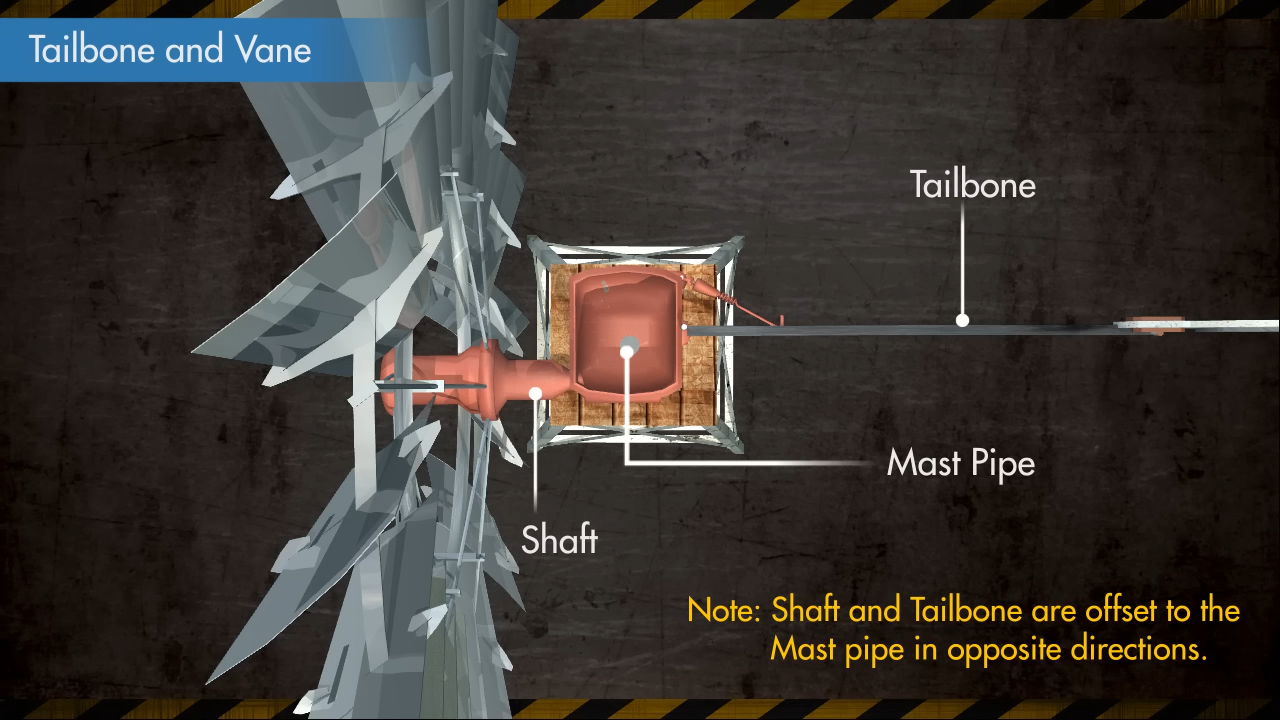 Tailbone and Vane
Tailbone
Mast Pipe
Shaft
Note: Shaft and Tailbone are offset to the
Mast pipe in opposite directions.